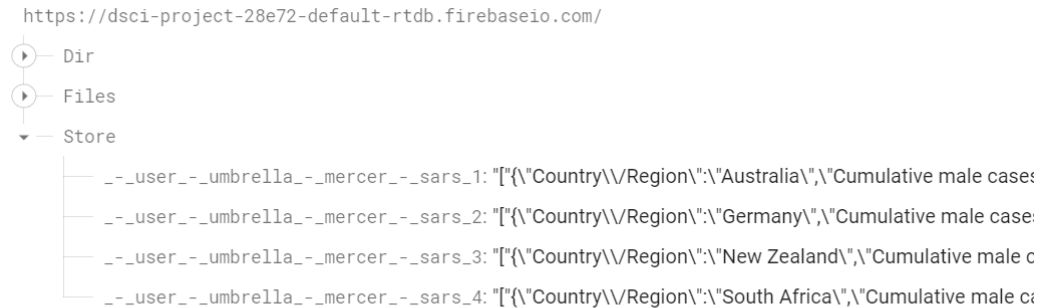 https://dsci-project-28e72-default-rtdb.firebaseio.com/
Dir
Files
Store
_-_user_-_umbrella_-_mercer_-_sars_1: "["{\"Country\\/Region\":\"Australia\",\"Cumulative male cases
_-_user_-_umbrella_-_mercer_-_sars_2: "["{\"Country\\/Region\":\"Germany\",\"Cumulative male cases
_-_user_-_umbrella_-_mercer_-_sars_3: "["{\"Country\\/Region\":\"New Zealand\",\"Cumulative male c
_-_user_-_umbrella_-_mercer_-_sars_4: "["{\"Country\\/Region\":\"South Africa\",\"Cumulative male ca